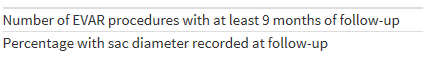 Number of EVAR procedures with at least 9 months of follow-up
Percentage with sac diameter recorded at follow-up